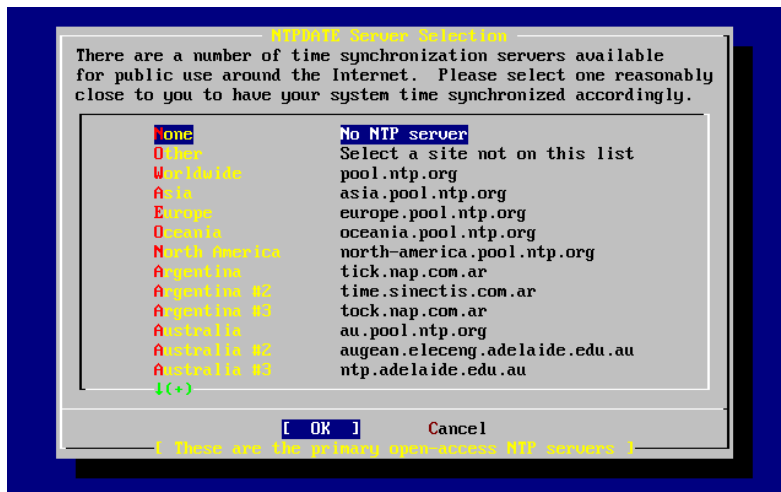 NTPDATE Server Selection
There are a number of time synchronization servers available
for public use around the Internet.  Please select one reasonably
close to you to have your system time synchronized accordingly.
None No NTP server
Other Select a site not on this list
Worldwide pool.ntp.org
Asia asia.pool.ntp.org
Europe europe.pool.ntp.org
Oceania oceania.pool.ntp.org
North America north-america.pool.ntp.org
Argentina tick.nap.com.ar
Argentina #2 time.sinectis.com.ar
Argentina #3 tock.nap.com.ar
Australia au.pool.ntp.org
Australia #2 augean.eleceng.adelaide.edu.au
Australia #3 ntp.adelaide.edu.au
↓(+)
[ OK ] Cancel
[ These are the primary open-access NTP servers ]